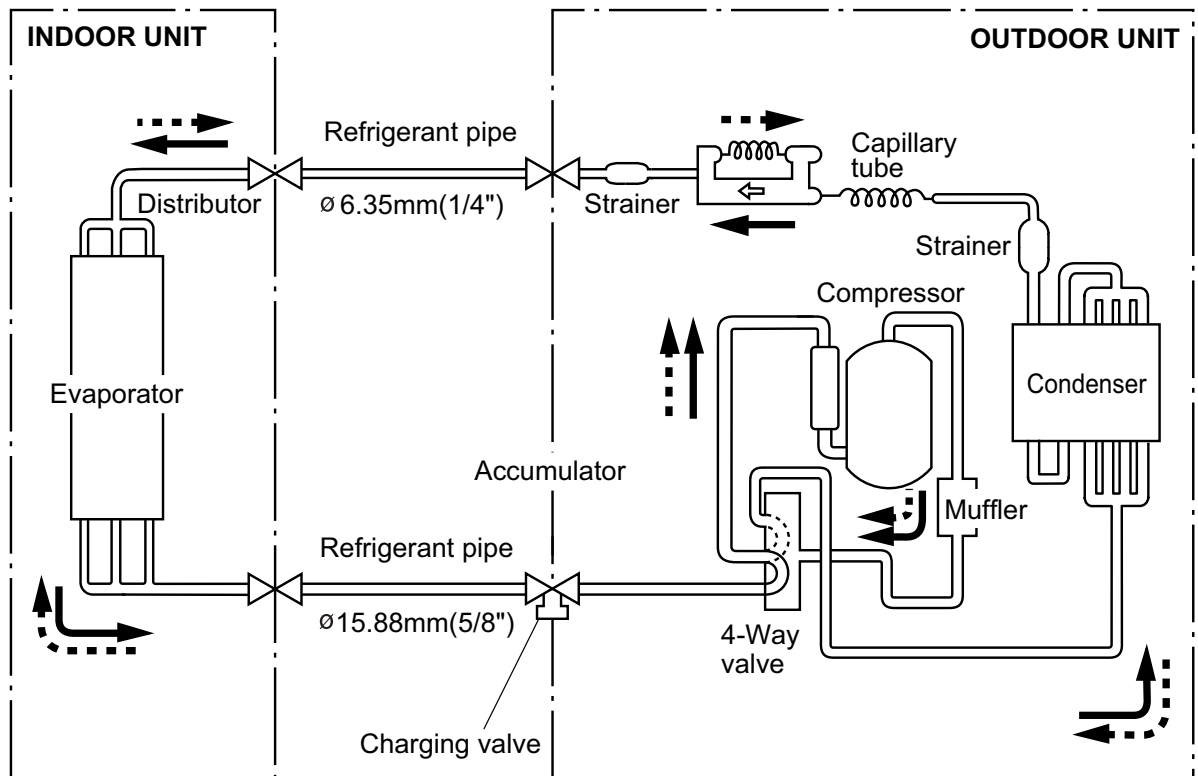 INDOOR UNIT
OUTDOOR UNIT
Refrigerant pipe
Capillary
tube
Distributor
ø 6.35mm(1/4")
Strainer
Strainer
Compressor
Evaporator
Condenser
Accumulator
Muffler
Refrigerant pipe
ø15.88mm(5/8")
4-Way
valve
Charging valve